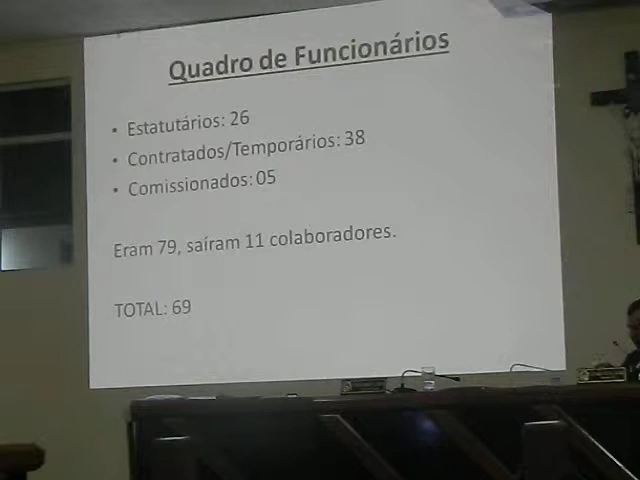 Quadro de Funcionários
• Estatutários: 26
• Contratados/Temporários: 38
• Comissionados: 05
Eram 79, saíram 11 colaboradores.
TOTAL: 69